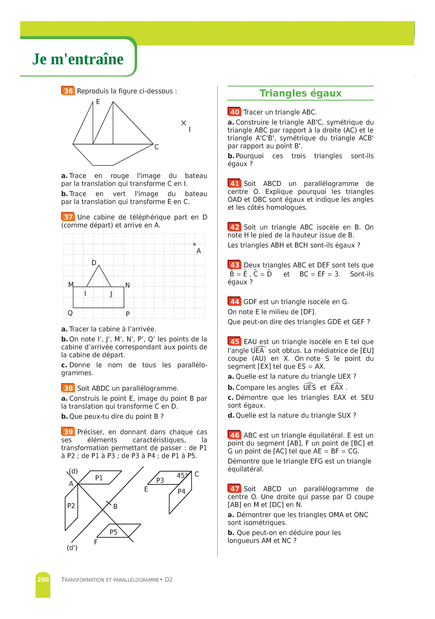 Je m'entraîne
36 Reproduis la figure ci-dessous :
E
I
C
a. Trace en rouge l'image du bateau
par la translation qui transforme C en I.
b. Trace en vert l'image du bateau
par la translation qui transforme E en C.
37 Une cabine de téléphérique part en D
(comme départ) et arrive en A.
A
D
M
N
I
J
Q
P
a. Tracer la cabine à l'arrivée.
b. On note I', J', M', N', P', Q' les points de la
cabine d'arrivée correspondant aux points de
la cabine de départ.
c. Donne le nom de tous les parallélo-
grammes.
38 Soit ABDC un parallélogramme.
a. Construis le point E, image du point B par
la translation qui transforme C en D.
b. Que peux-tu dire du point B ?
39 Préciser, en donnant dans chaque cas
ses éléments caractéristiques, la
transformation permettant de passer : de P1
à P2 ; de P1 à P3 ; de P3 à P4 ; de P1 à P5.
(d)
P1
A
P2
B
P5
F
(d')
45°
C
P3
E
P4
Triangles égaux
40 Tracer un triangle ABC.
a. Construire le triangle AB'C, symétrique du
triangle ABC par rapport à la droite (AC) et le
triangle A'C'B', symétrique du triangle ACB'
par rapport au point B'.
b. Pourquoi ces trois triangles sont-ils
égaux ?
41 Soit ABCD un parallélogramme de
centre O. Explique pourquoi les triangles
OAD et OBC sont égaux et indique les angles
et les côtés homologues.
42 Soit un triangle ABC isocèle en B. On
note H le pied de la hauteur issue de B.
Les triangles ABH et BCH sont-ils égaux ?
43 Deux triangles ABC et DEF sont tels que
B = E , C = D et BC = EF = 3. Sont-ils
égaux ?
44 GDF est un triangle isocèle en G.
On note E le milieu de [DF].
Que peut-on dire des triangles GDE et GEF ?
45 EAU est un triangle isocèle en E tel que
l'angle UEA soit obtus. La médiatrice de [EU]
coupe (AU) en X. On note S le point du
segment [EX) tel que ES = AX.
a. Quelle est la nature du triangle UEX ?
b. Compare les angles UES et EAX .
c. Démontre que les triangles EAX et SEU
sont égaux.
d. Quelle est la nature du triangle SUX ?
46 ABC est un triangle équilatéral. E est un
point du segment [AB], F un point de [BC] et
G un point de [AC] tel que AE = BF = CG.
Démontre que le triangle EFG est un triangle
équilatéral.
47 Soit ABCD un parallélogramme de
centre O. Une droite qui passe par O coupe
[AB] en M et [DC] en N.
a. Démontrer que les triangles OMA et ONC
sont isométriques.
b. Que peut-on en déduire pour les
longueurs AM et NC ?
260 TRANSFORMATION ET PARALLÉLOGRAMME • D2